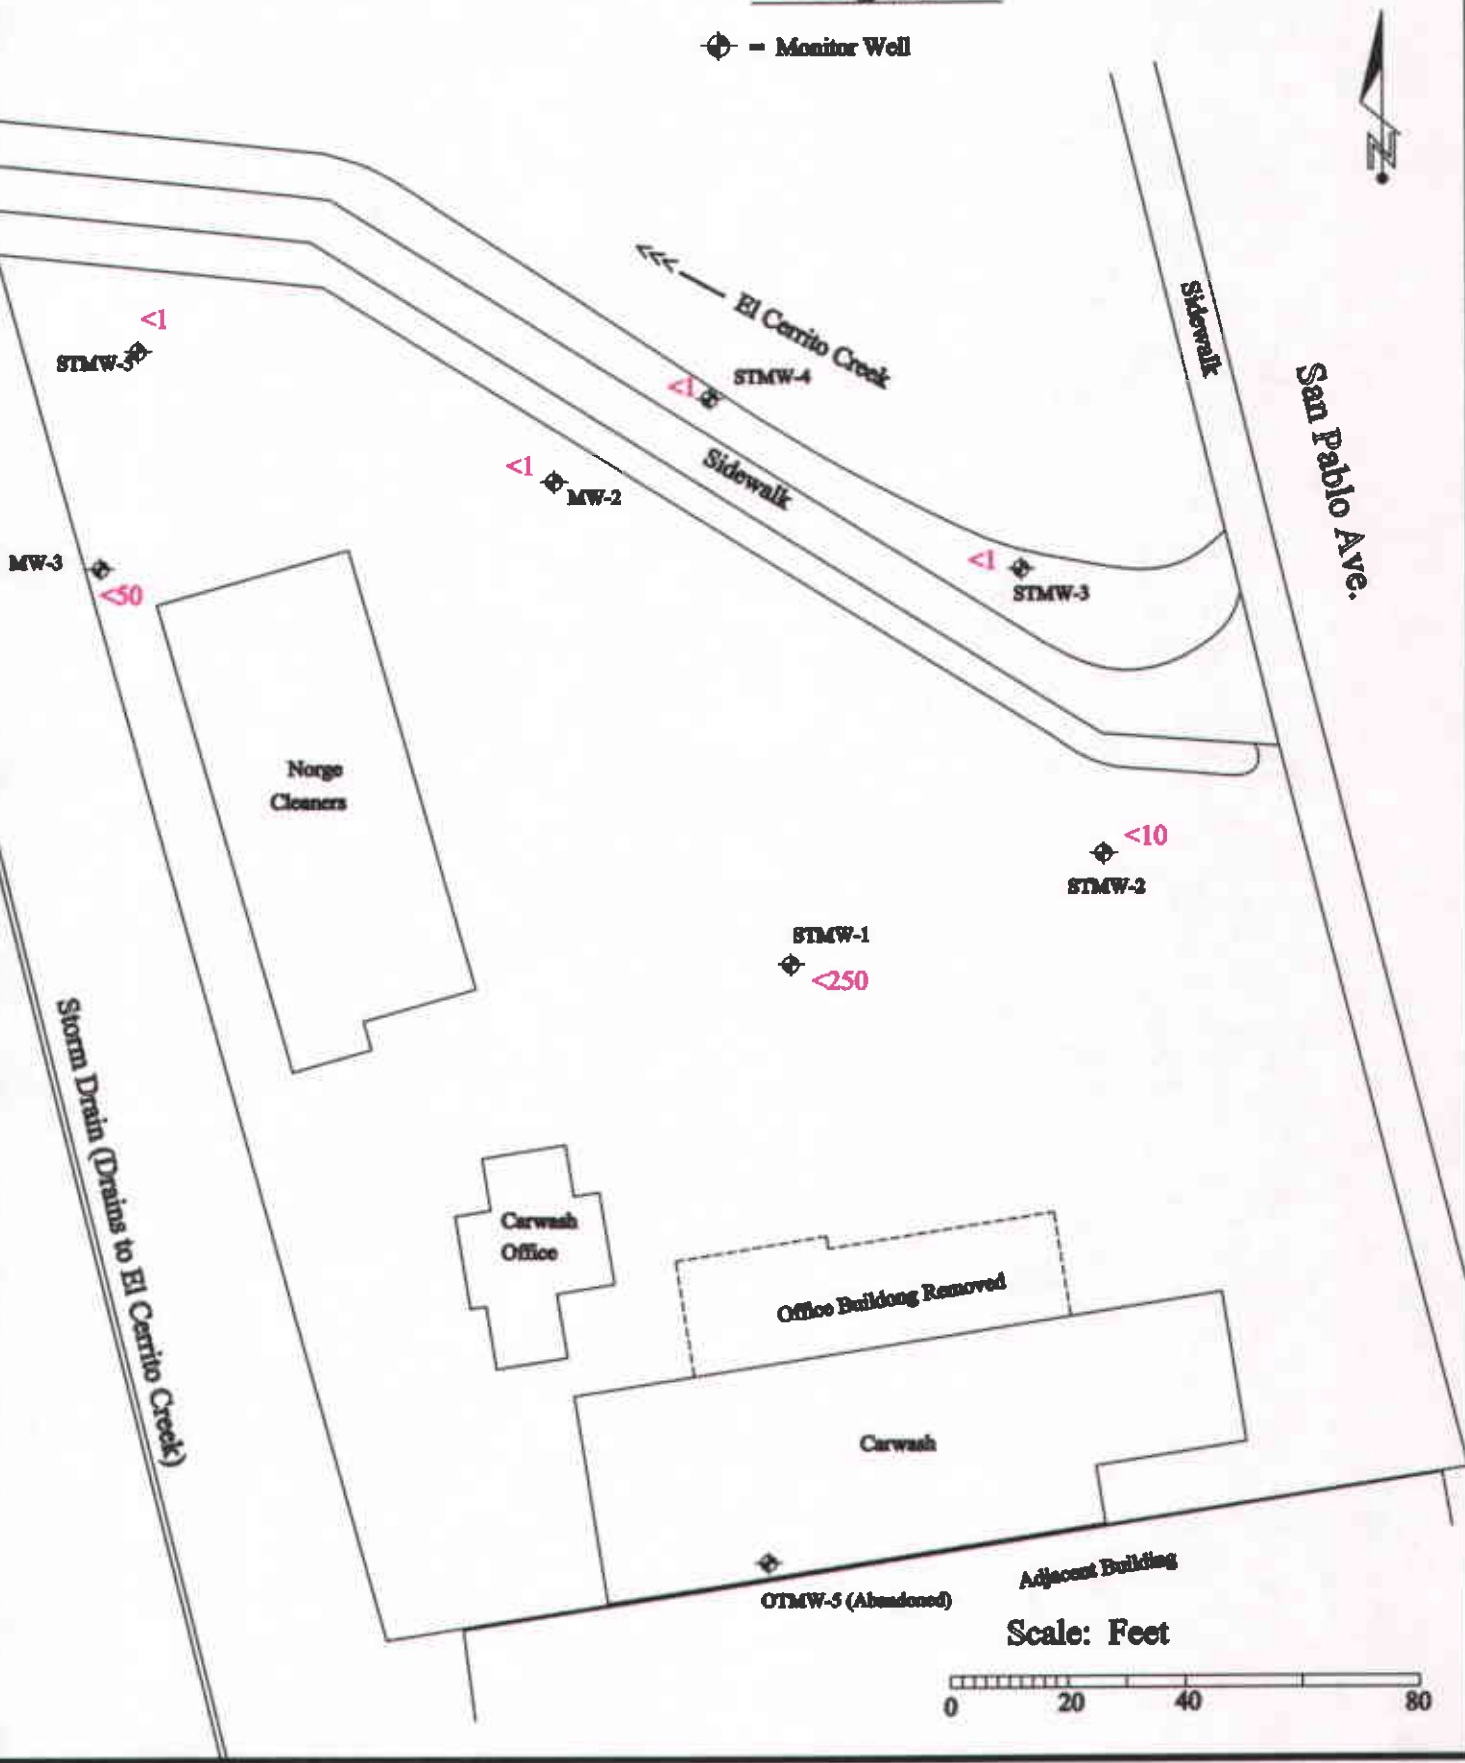 = Monitor Well
N
El Cerrito Creek
Sidewalk
San Pablo Ave.
<1
STMW-5
<1
STMW-4
<1
MW-2
Sidewalk
MW-3
<50
<1
STMW-3
Norge
Cleaners
<10
STMW-2
STMW-1
<250
Storm Drain (Drains to El Cerrito Creek)
Carwash
Office
Office Buildong Removed
Carwash
OTMW-5 (Abandoned)
Adjacent Building
Scale: Feet
0 20 40 80